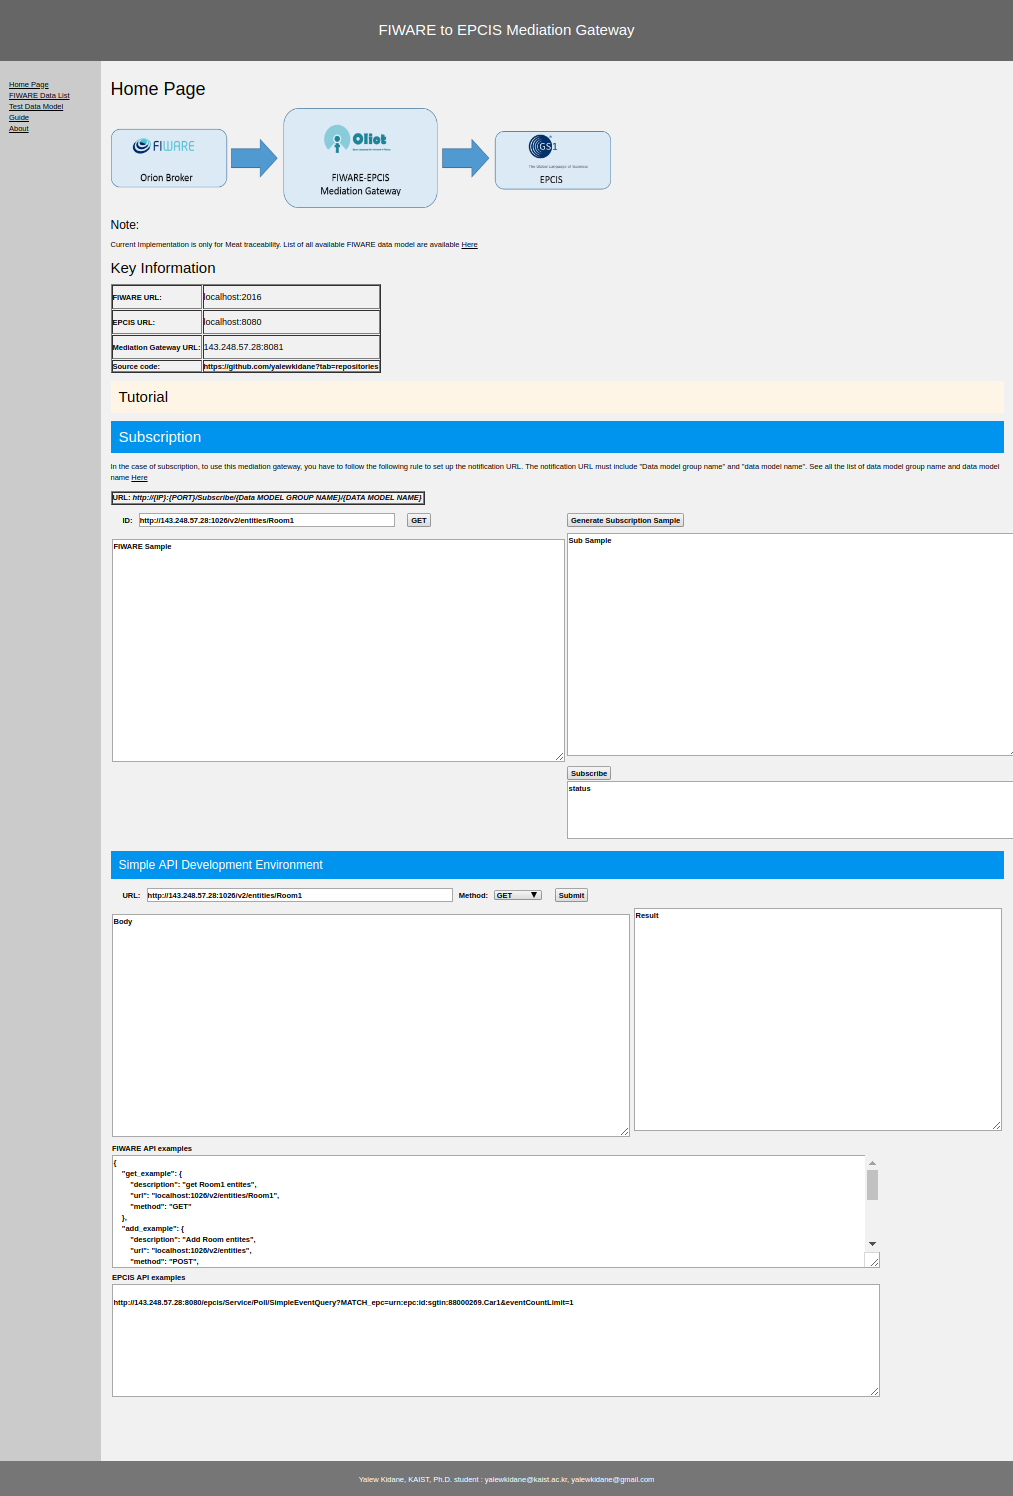 FIWARE to EPCIS Mediation Gateway
Home Page
FIWARE Data List
Test Data Model
Guide
About
Home Page
FIWARE
Orion Broker
Oliot
FIWARE-EPCIS
Mediation Gateway
GS1
The Global Language of Business
EPCIS
Note:
Current Implementation is only for Meat traceability. List of all available FIWARE data model are available Here
Key Information
FIWARE URL: localhost:2016
EPCIS URL: localhost:8080
Mediation Gateway URL: 143.248.57.28:8081
Source code: https://github.com/yalewkidane?tab=repositories
Tutorial
Subscription
In the case of subscription, to use this mediation gateway, you have to follow the following rule to set up the notification URL. The notification URL must include "Data model group name" and "data model name". See all the list of data model group name and data model
name Here
URL: http://{IP}:{PORT}/Subscribe/{Data MODEL GROUP NAME}/{DATA MODEL NAME}
ID: http://143.248.57.28:1026/v2/entities/Room1 GET
Generate Subscription Sample
FIWARE Sample
Sub Sample
Subscribe
status
Simple API Development Environment
URL: http://143.248.57.28:1026/v2/entities/Room1 Method: GET Submit
Body
Result
FIWARE API examples
{
"get_example": {
"description": "get Room1 entites",
"url": "localhost:1026/v2/entities/Room1",
"method": "GET"
},
"add_example": {
"description": "Add Room entites",
"url": "localhost:1026/v2/entities",
"method": "POST",
EPCIS API examples
http://143.248.57.28:8080/epcis/Service/Poll/SimpleEventQuery?MATCH_epc=urn:epc:id:sgtin:88000269.Car1&eventCountLimit=1
Yalew Kidane, KAIST, Ph.D. student : yalewkidane@kaist.ac.kr, yalewkidane@gmail.com